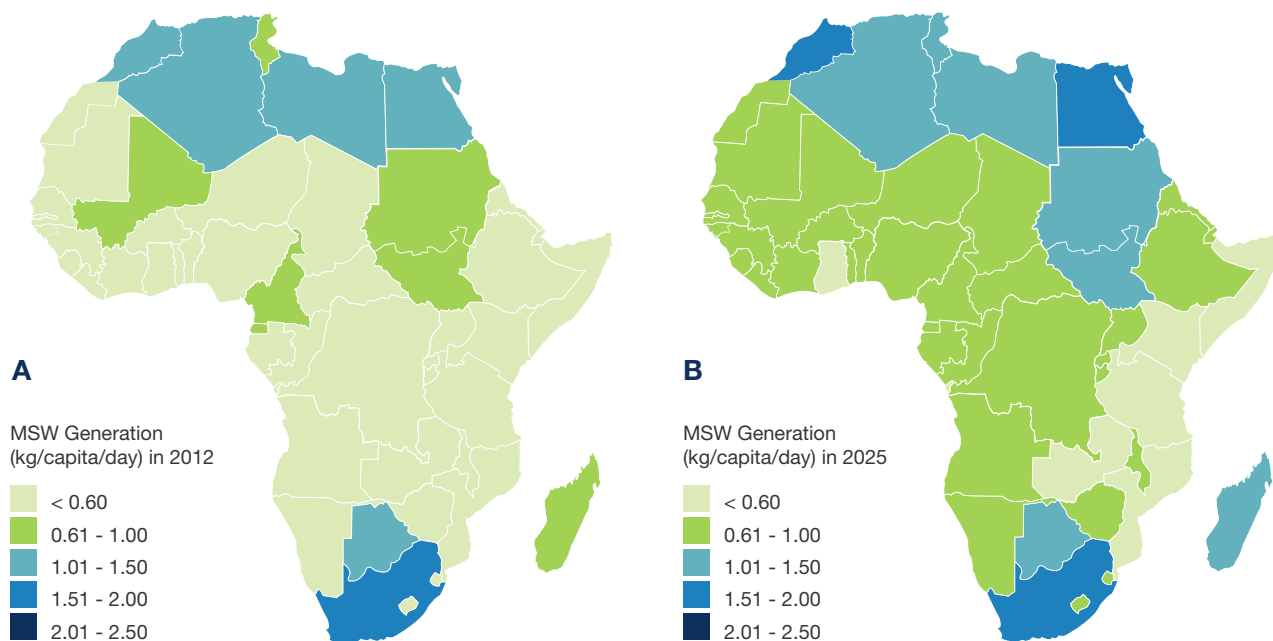 A
MSW Generation
(kg/capita/day) in 2012
< 0.60
0.61 - 1.00
1.01 - 1.50
1.51 - 2.00
2.01 - 2.50
B
MSW Generation
(kg/capita/day) in 2025
< 0.60
0.61 - 1.00
1.01 - 1.50
1.51 - 2.00
2.01 - 2.50